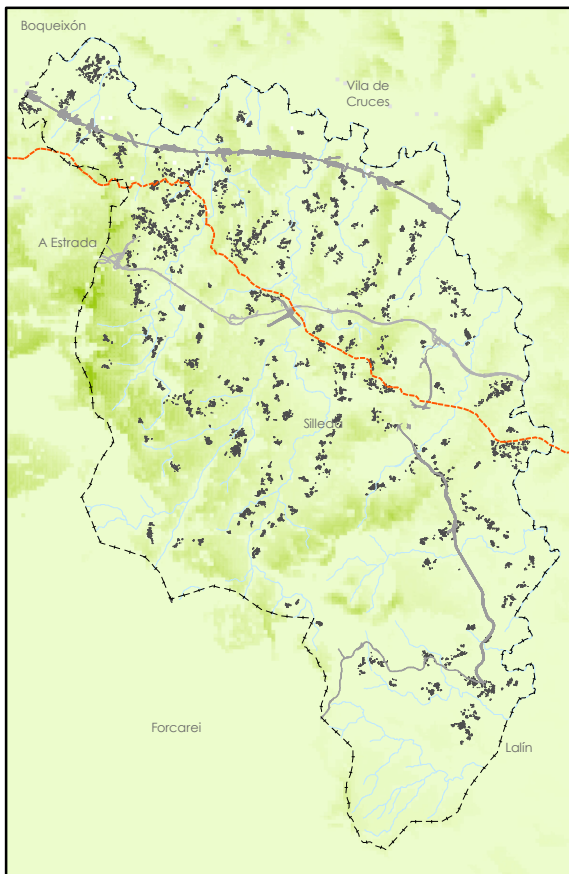 Boqueixón
Vila de
Cruces
A Estrada
Silleda
Forcarei
Lalín